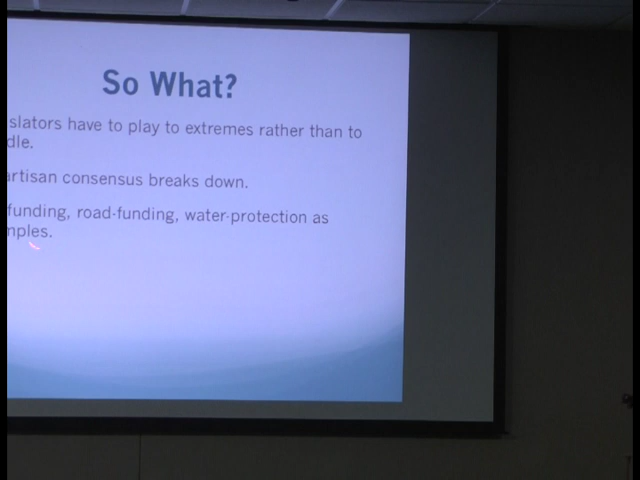 So What?
slators have to play to extremes rather than to
dle.
artisan consensus breaks down.
funding, road-funding, water-protection as
mples.